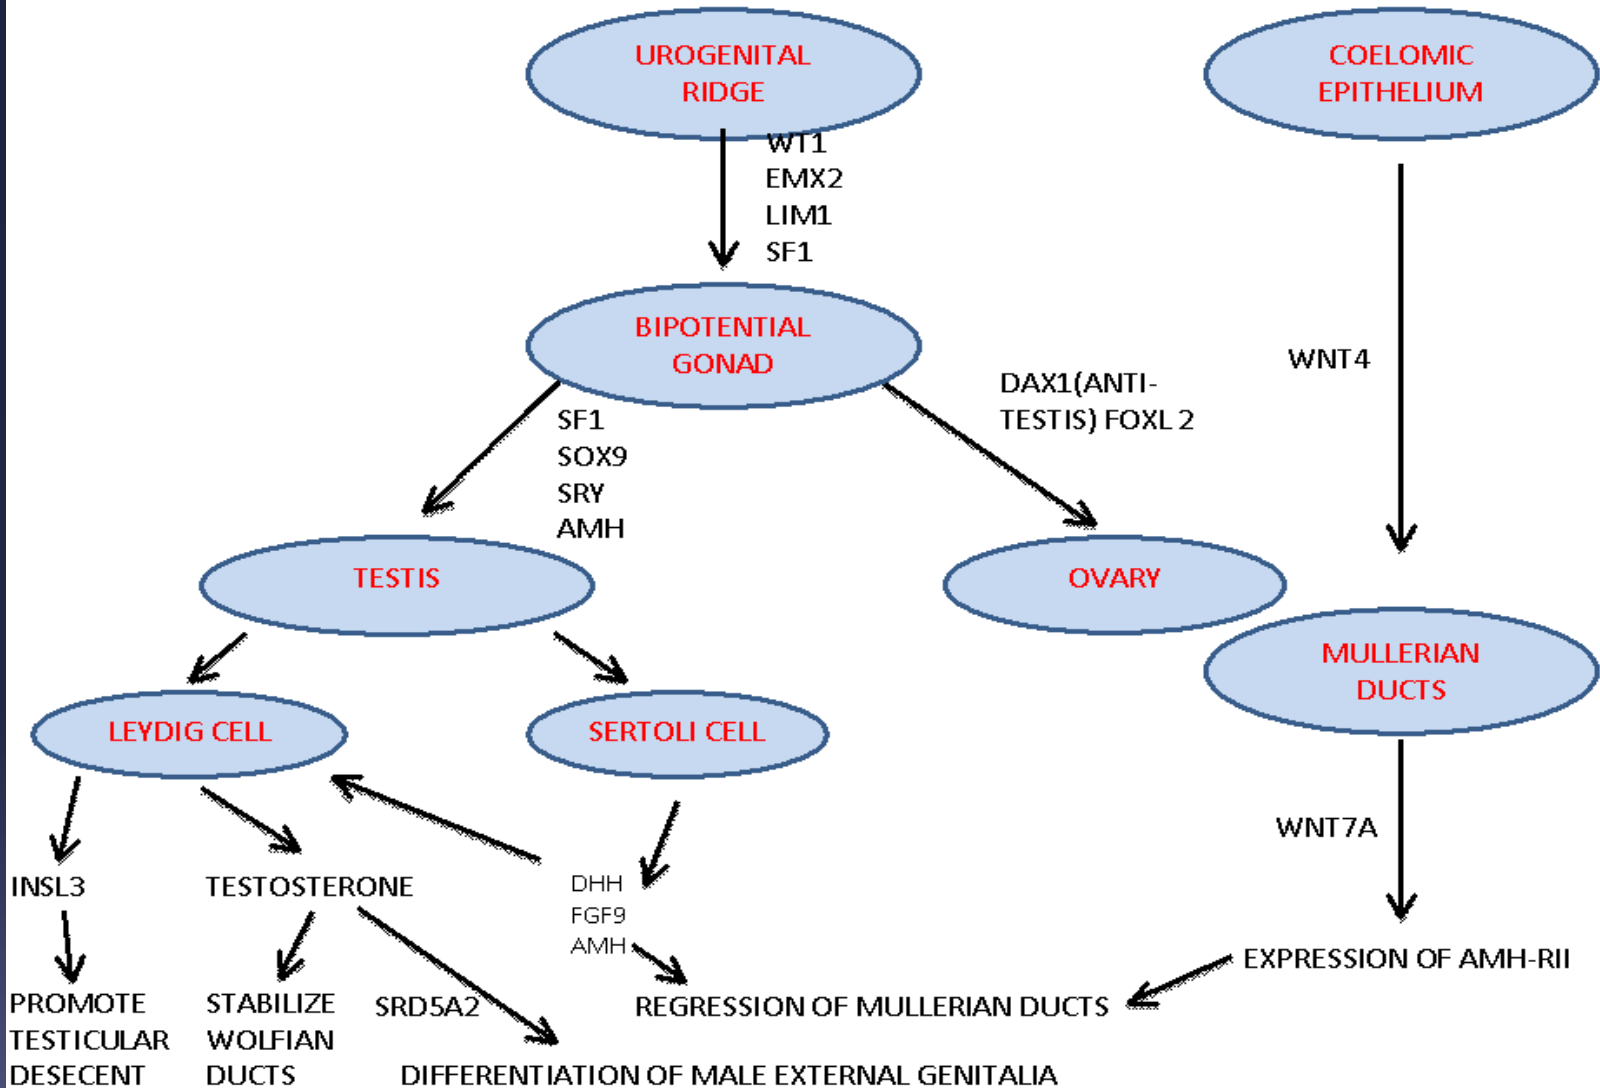 UROGENITAL
RIDGE
COELOMIC
EPITHELIUM
WT1
EMX2
LIM1
SF1
BIPOTENTIAL
GONAD
WNT4
DAX1(ANTI-
TESTIS) FOXL 2
SF1
SOX9
SRY
AMH
TESTIS
OVARY
MULLERIAN
DUCTS
LEYDIG CELL
SERTOLI CELL
WNT7A
INSL3
TESTOSTERONE
DHH
FGF9
AMH
EXPRESSION OF AMH-RII
PROMOTE
TESTICULAR
DESECENT
STABILIZE
WOLFIAN
DUCTS
SRD5A2
REGRESSION OF MULLERIAN DUCTS
DIFFERENTIATION OF MALE EXTERNAL GENITALIA